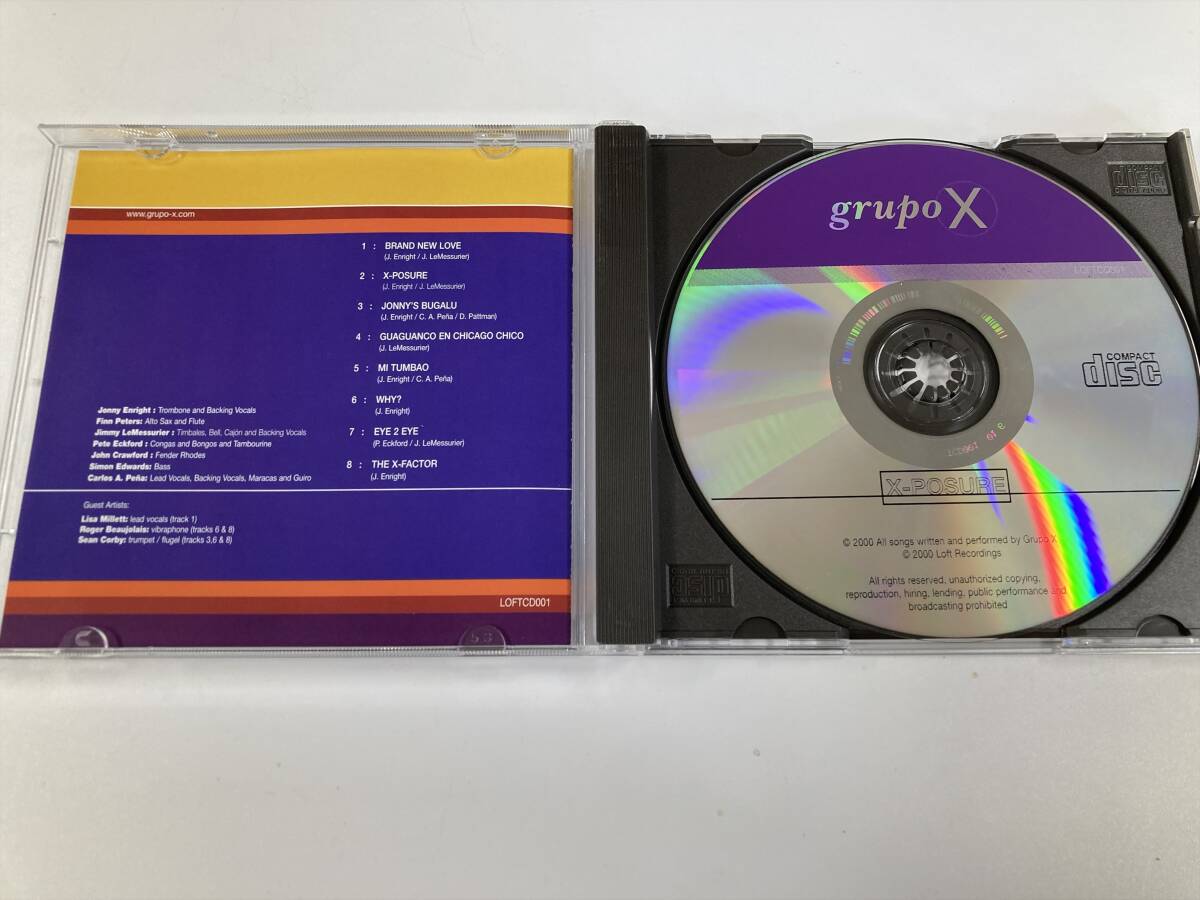 www.grupo-x.com
1 : BRAND NEW LOVE
(J. Enright / J. LeMessurier)
2 : X-POSURE
(J. Enright / J. LeMessurier)
3 : JONNY'S BUGALU
(J. Enright / C. A. Peña / D. Pattman)
4 : GUAGUANCO EN CHICAGO CHICO
(J. LeMessurier)
5 : MI TUMBAO
(J. Enright / C. A. Peña)
6 : WHY?
(J. Enright)
7 : EYE 2 EYE
(P. Eckford / J. LeMessurier)
8 : THE X-FACTOR
(J. Enright)
Jonny Enright : Trombone and Backing Vocals
Finn Peters: Alto Sax and Flute
Jimmy LeMessurier : Timbales, Bell, Cajón and Backing Vocals
Pete Eckford : Congas and Bongos and Tambourine
John Crawford : Fender Rhodes
Simon Edwards: Bass
Carlos A. Peña: Lead Vocals, Backing Vocals, Maracas and Guiro
Guest Artists:
Lisa Millett: lead vocals (track 1)
Roger Beaujolais: vibraphone (tracks 6 & 8)
Sean Corby: trumpet / flugel (tracks 3,6 & 8)
LOFTCD001
53
grupo X
LOFTCD001
COMPACT
disc
X-POSURE
© 2000 All songs written and performed by Grupo X
© 2000 Loft Recordings
All rights reserved, unauthorized copying,
reproduction, hiring, lending, public performance and
broadcasting prohibited
COMPACT
disc
DIGITAL AUDIO